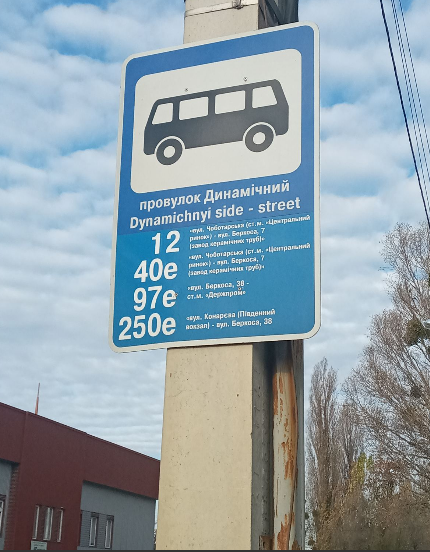 провулок Динамічний
Dynamichnyi side - street
12
«вул. Чоботарська (ст.м. «Центральний
ринок») - вул. Беркоса, 7
(завод керамічних труб)»
40е
«вул. Чоботарська (ст.м. «Центральний
ринок») - вул. Беркоса, 7
(завод керамічна труб)»
97е
«вул. Беркоса, 38 -
ст.м. «Держпром»
250е
«вул. Конарєва (Південний
вокзал) - вул. Беркоса, 38